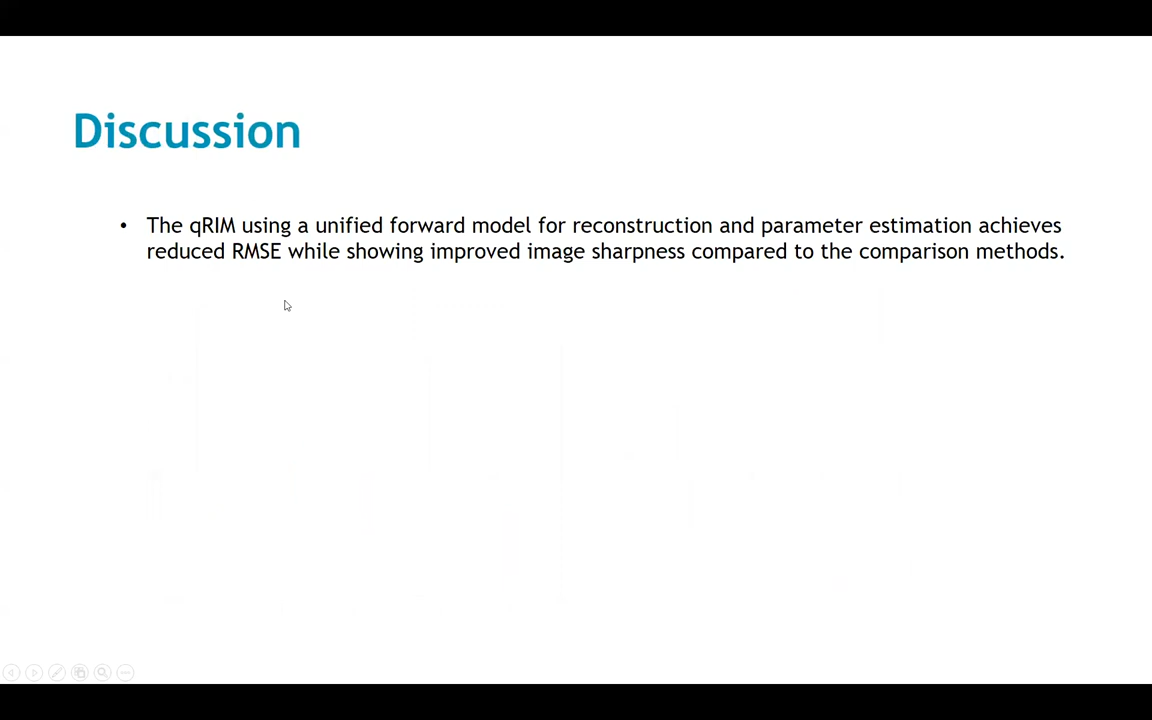 Discussion
• The qRIM using a unified forward model for reconstruction and parameter estimation achieves
reduced RMSE while showing improved image sharpness compared to the comparison methods.